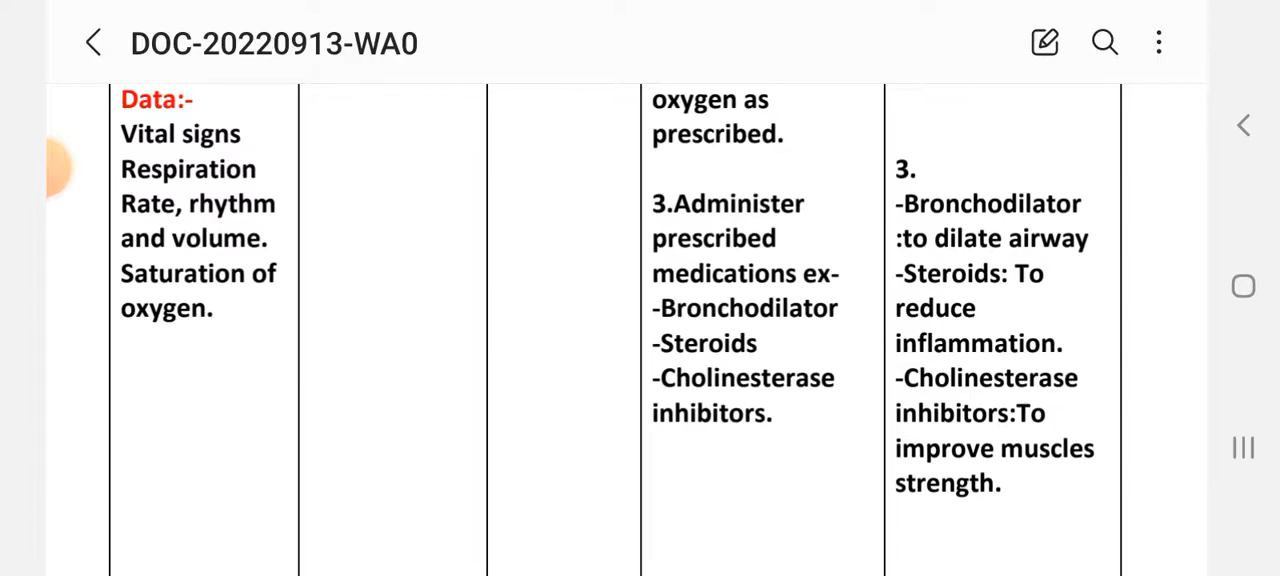 DOC-20220913-WA0
Data:-
Vital signs
Respiration
Rate, rhythm
and volume.
Saturation of
oxygen.
oxygen as
prescribed.
3.Administer
prescribed
medications ex-
-Bronchodilator
-Steroids
-Cholinesterase
inhibitors.
3.
-Bronchodilator
:to dilate airway
-Steroids: To
reduce
inflammation.
-Cholinesterase
inhibitors:To
improve muscles
strength.